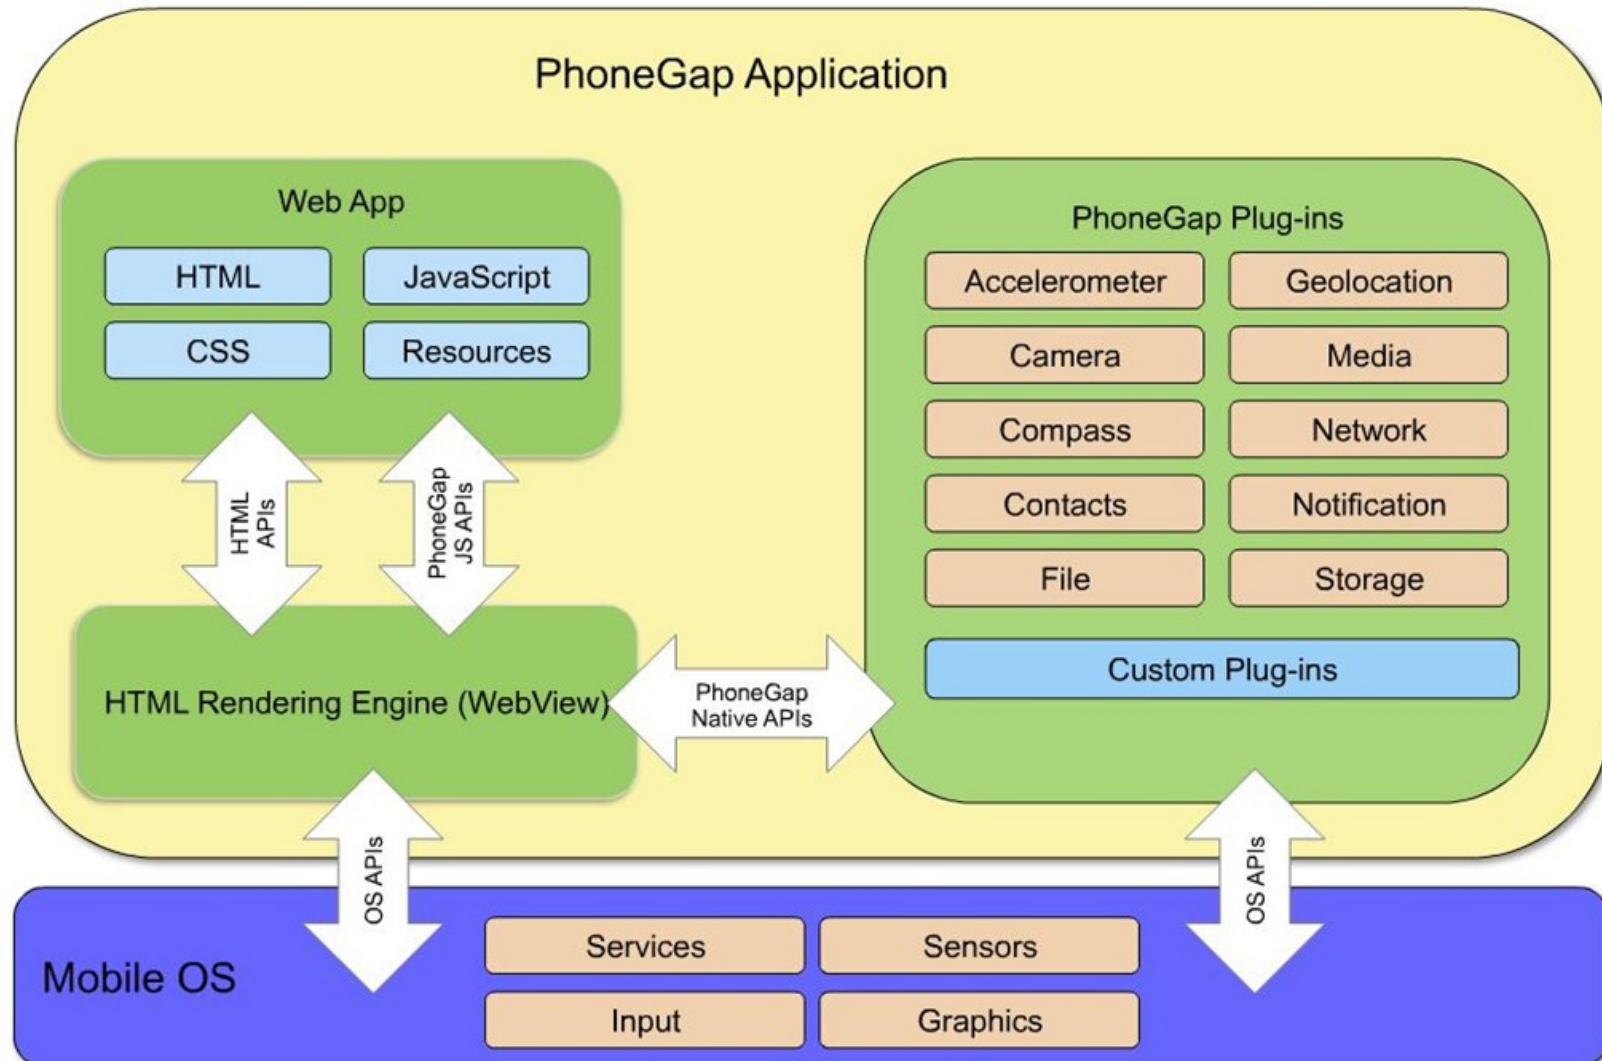 PhoneGap Application
Web App
HTML
JavaScript
CSS
Resources
HTML
APIs
PhoneGap
JS APIs
HTML Rendering Engine (WebView)
PhoneGap
Native APIs
PhoneGap Plug-ins
Accelerometer
Geolocation
Camera
Media
Compass
Network
Contacts
Notification
File
Storage
Custom Plug-ins
OS APIs
OS APIs
Mobile OS
Services
Sensors
Input
Graphics